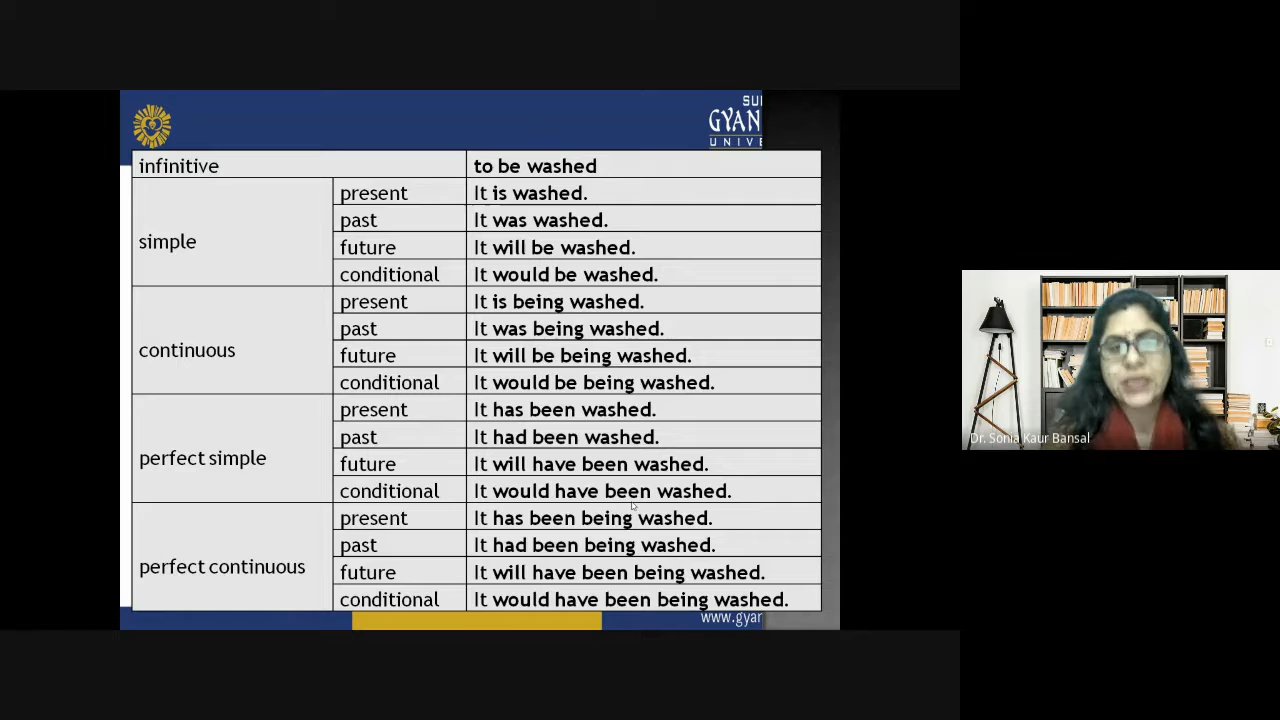 SUI
GYAN
UNIVE
infinitive to be washed
simple present It is washed.
past It was washed.
future It will be washed.
conditional It would be washed.
continuous present It is being washed.
past It was being washed.
future It will be being washed.
conditional It would be being washed.
perfect simple present It has been washed.
past It had been washed.
future It will have been washed.
conditional It would have been washed.
perfect continuous present It has been being washed.
past It had been being washed.
future It will have been being washed.
conditional It would have been being washed.
www.gyan
Dr. Sonia Kaur Bansal